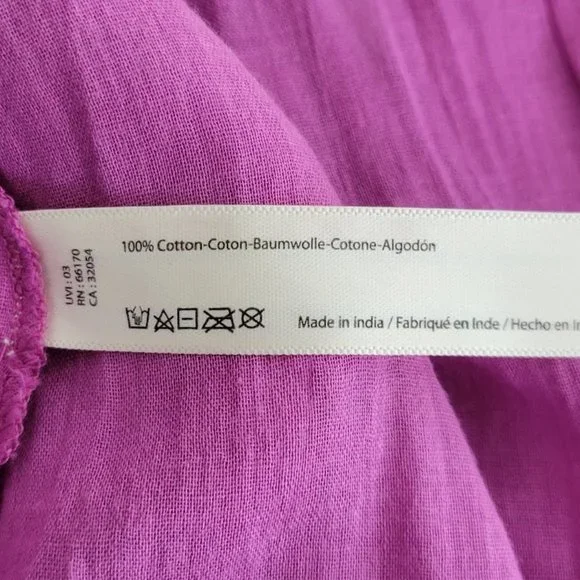 100% Cotton-Coton-Baumwolle-Cotone-Algodón
UVI : 03
RN : 66170
CA : 32054
Made in india / Fabriqué en Inde / Hecho en